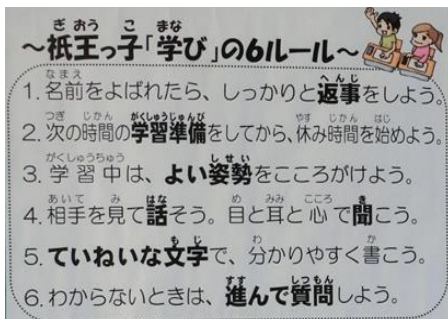 ～祇王っ子「学び」の6ルール～
1. 名前をよばれたら、しっかりと返事をしよう。
2. 次の時間の学習準備をしてから、休み時間を始めよう。
3. 学習中は、よい姿勢をこころがけよう。
4. 相手を見て話そう。目と耳と心で聞こう。
5. ていねいな文字で、分かりやすく書こう。
6. わからないときは、進んで質問しよう。